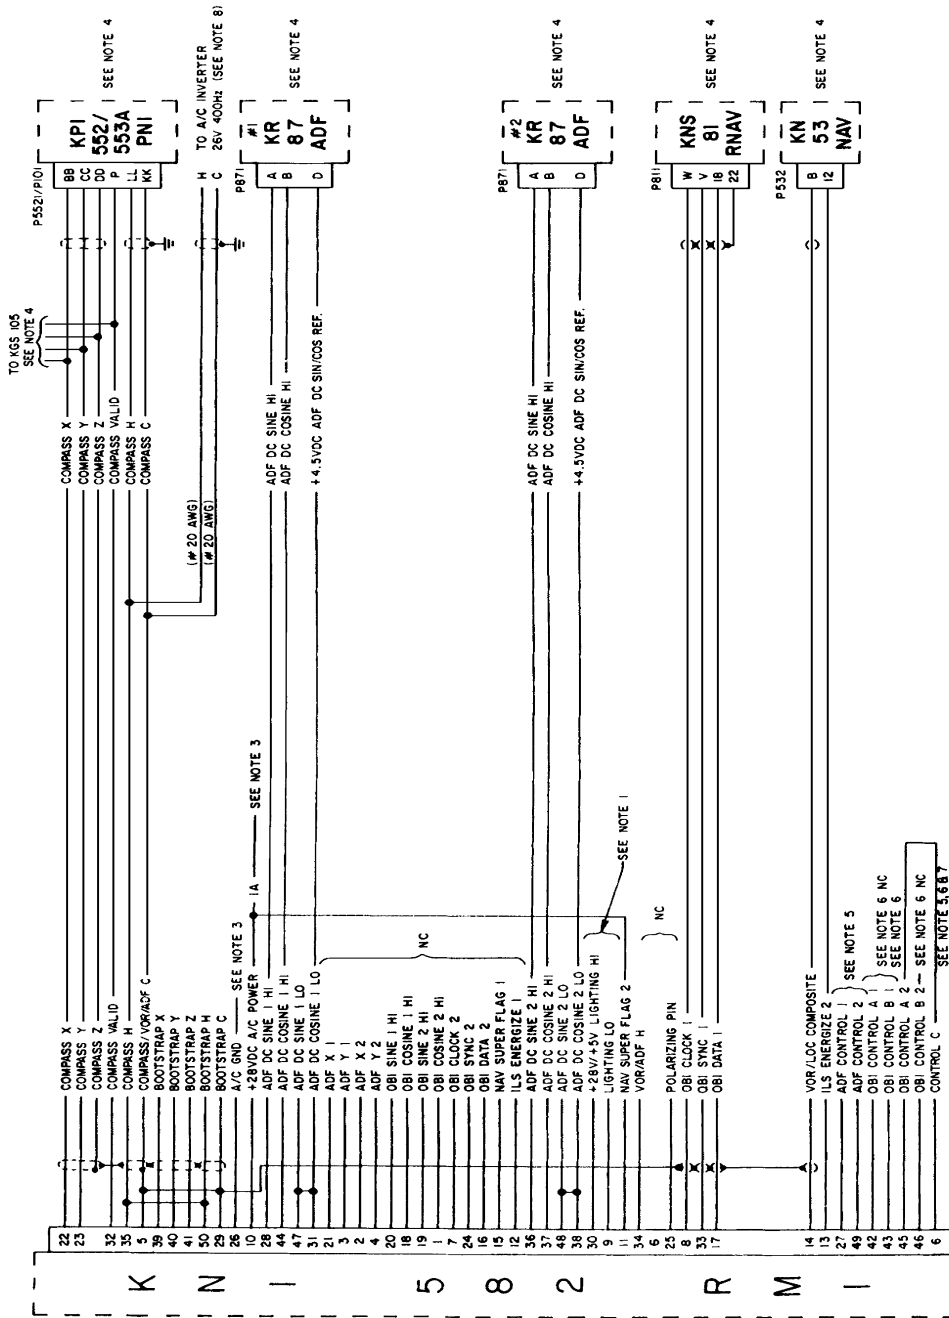 SEE NOTE 4
KPI
552/
553A
PNI
P5521/P101
BB
CC
DD
P
LL
KK
TO KGS 105
SEE NOTE 4
TO A/C INVERTER
26V 400Hz (SEE NOTE 8)
H
C
(#20 AWG)
(#20 AWG)
SEE NOTE 4
#1
KR
87
ADF
P871
A
B
D
SEE NOTE 4
#2
KR
87
ADF
P871
A
B
D
SEE NOTE 4
KNS
81
RNAV
P811
W
V
18
22
SEE NOTE 4
KN
53
NAV
P532
B
12
COMPASS X
COMPASS Y
COMPASS Z
COMPASS VALID
COMPASS H
COMPASS C
ADF DC SINE HI
ADF DC COSINE HI
+4.5VDC ADF DC SIN/COS REF.
ADF DC SINE HI
ADF DC COSINE HI
+4.5VDC ADF DC SIN/COS REF.
22 COMPASS X
23 COMPASS Y
COMPASS Z
32 COMPASS VALID
35 COMPASS H
5 COMPASS/VOR/ADF C
39 BOOTSTRAP X
40 BOOTSTRAP Y
41 BOOTSTRAP Z
50 BOOTSTRAP H
29 BOOTSTRAP C
26 A/C GND SEE NOTE 3
10 +28VDC A/C POWER 1A SEE NOTE 3
28 ADF DC SINE 1 HI
44 ADF DC COSINE 1 HI
47 ADF DC SINE 1 LO
31 ADF DC COSINE 1 LO
21 ADF X 1
3 ADF Y 1
2 ADF X 2
4 ADF Y 2
20 OBI SINE 1 HI
18 OBI COSINE 1 HI
19 OBI SINE 2 HI
1 OBI COSINE 2 HI
7 OBI CLOCK 2
24 OBI SYNC 2
16 OBI DATA 2
15 NAV SUPER FLAG 1
12 ILS ENERGIZE 1
NC
36 ADF DC SINE 2 HI
37 ADF DC COSINE 2 HI
48 ADF DC SINE 2 LO
38 ADF DC COSINE 2 LO
30 +28V/+5V LIGHTING HI
9 LIGHTING LO
SEE NOTE 1
11 NAV SUPER FLAG 2
34 VOR/ADF H
6
25 POLARIZING PIN
NC
8 OBI CLOCK 1
33 OBI SYNC 1
17 OBI DATA 1
14 VOR/LOC COMPOSITE
13 ILS ENERGIZE 2
27 ADF CONTROL 1
49 ADF CONTROL 2
SEE NOTE 5
42 OBI CONTROL A 1
43 OBI CONTROL B 1
SEE NOTE 6 NC
SEE NOTE 6
45 OBI CONTROL A 2
46 OBI CONTROL B 2 SEE NOTE 6 NC
6 CONTROL C
SEE NOTE 5,6 & 7
KNI 582 RMI